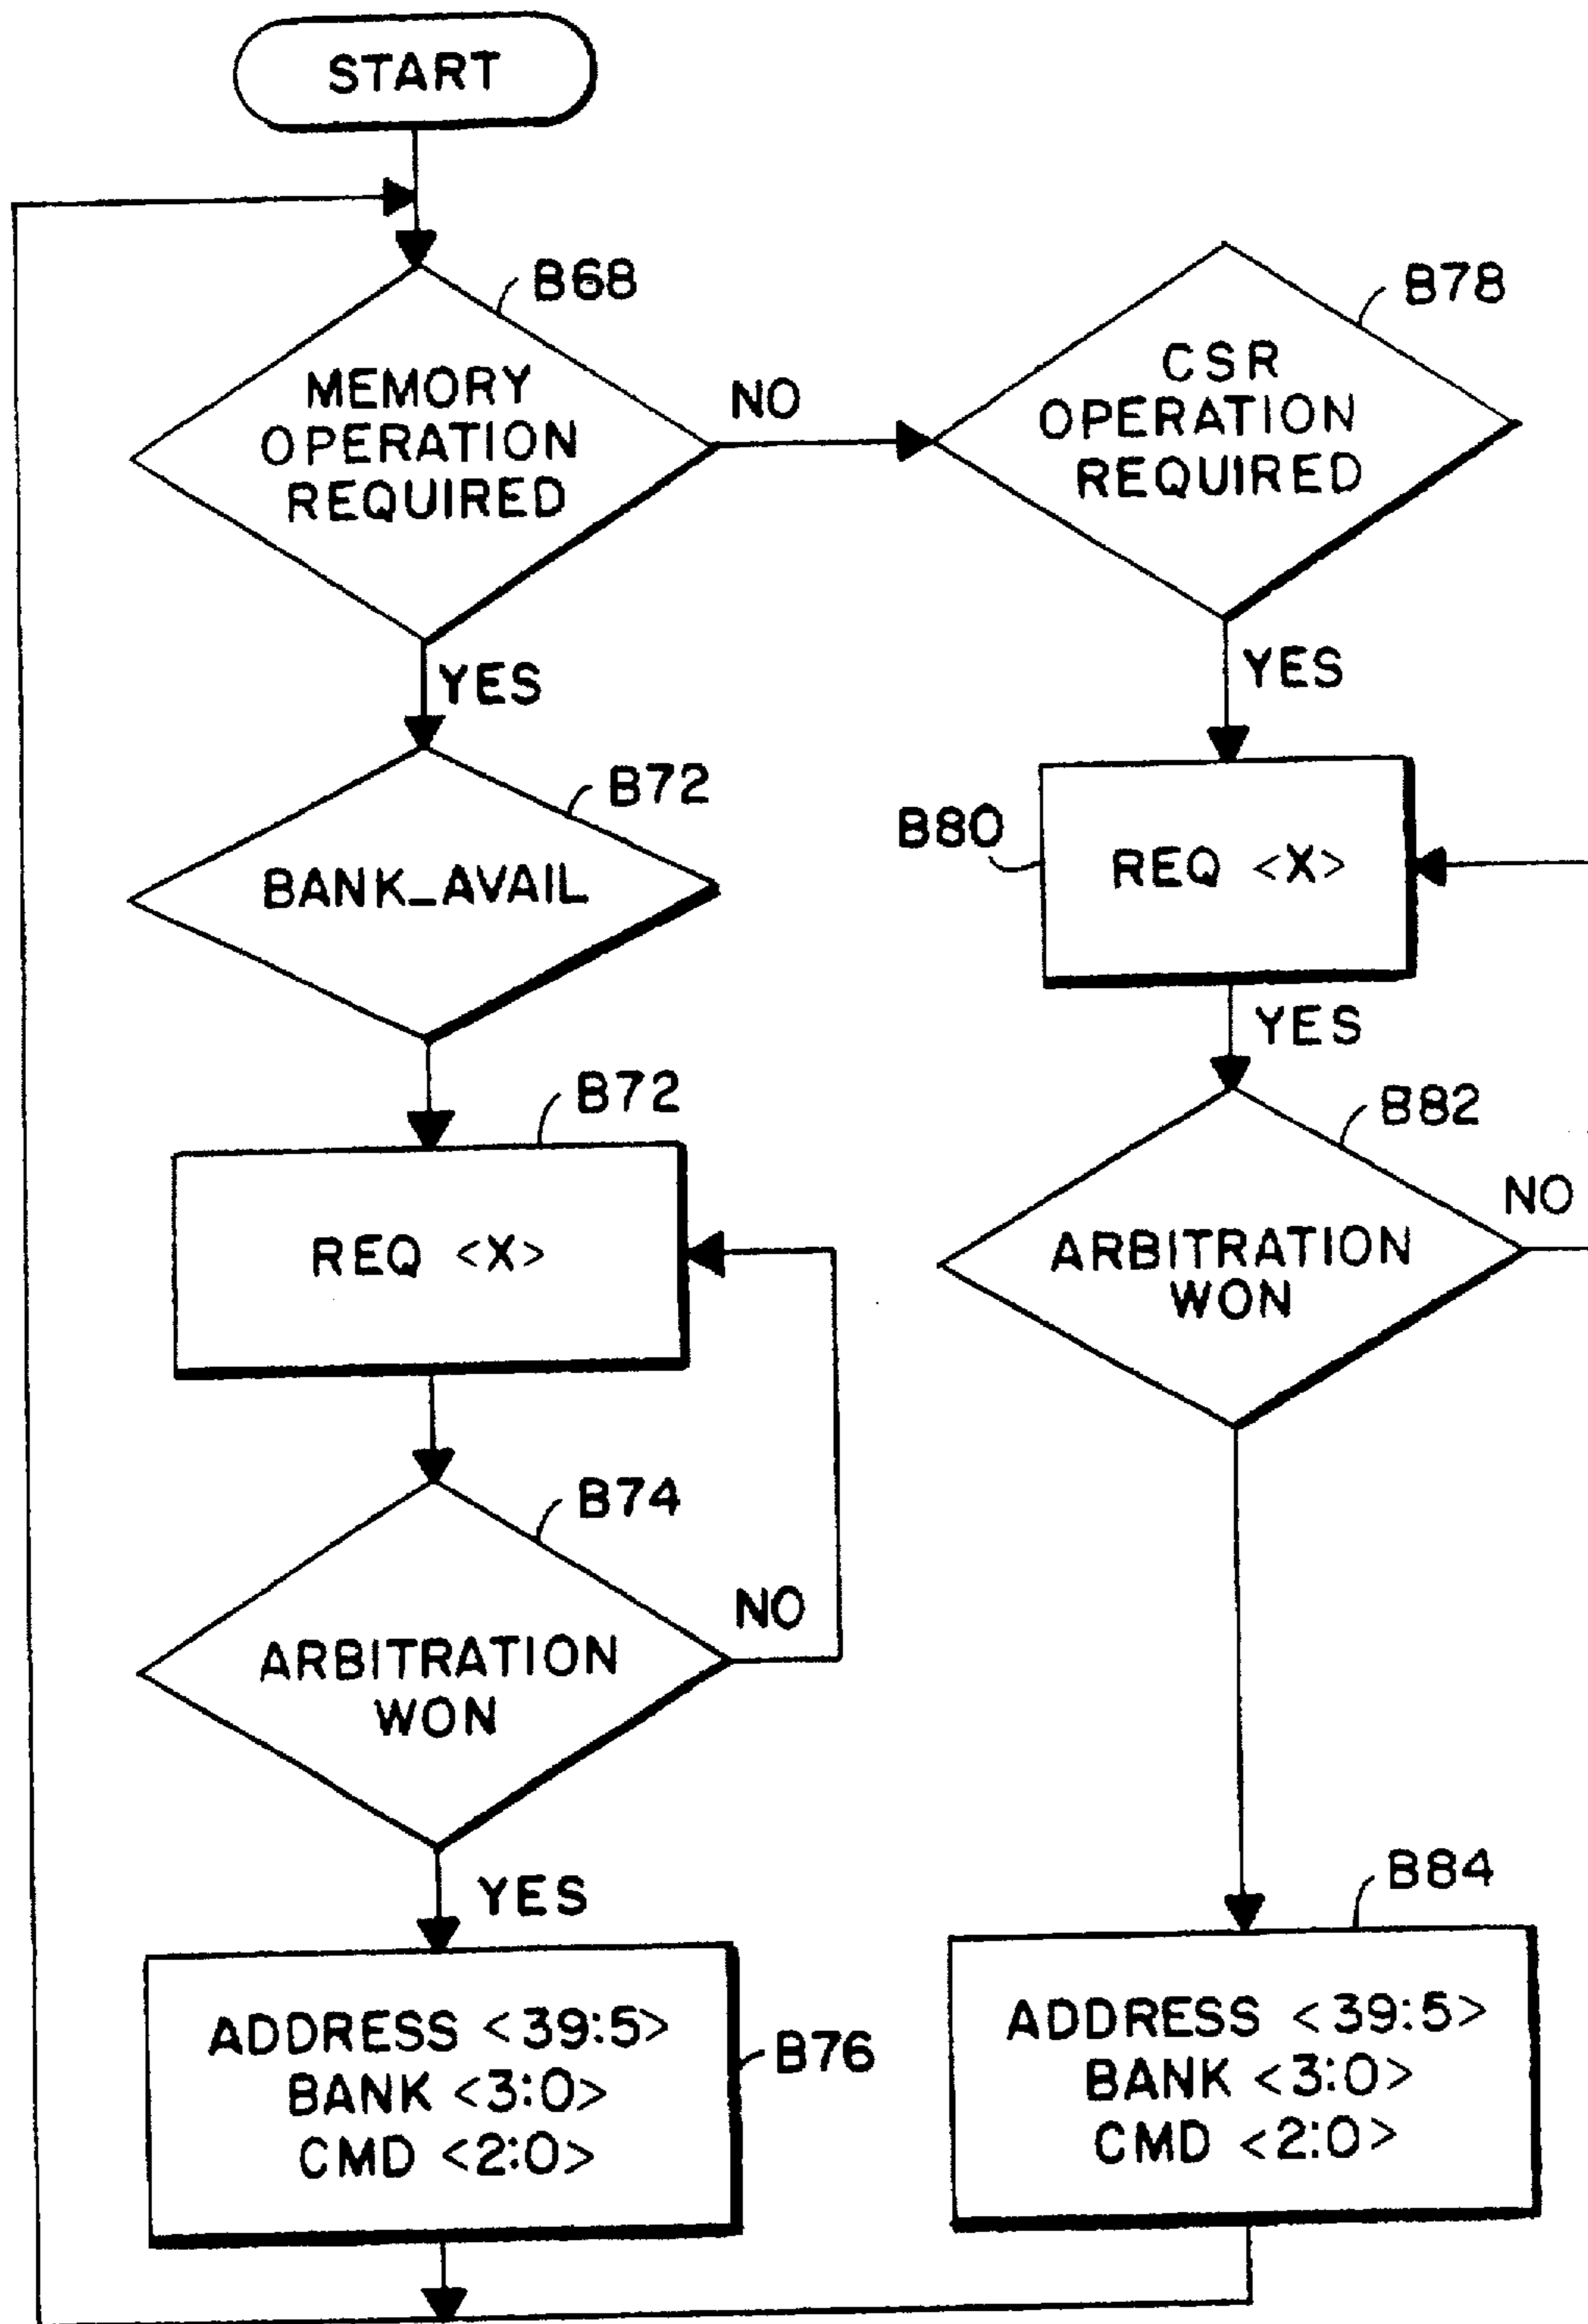 START
B68
MEMORY
OPERATION
REQUIRED
NO
YES
B78
CSR
OPERATION
REQUIRED
YES
B72
BANK_AVAIL
B80
REQ <X>
YES
B72
REQ <X>
B82
ARBITRATION
WON
NO
B74
ARBITRATION
WON
NO
YES
B76
ADDRESS <39:5>
BANK <3:0>
CMD <2:0>
B84
ADDRESS <39:5>
BANK <3:0>
CMD <2:0>